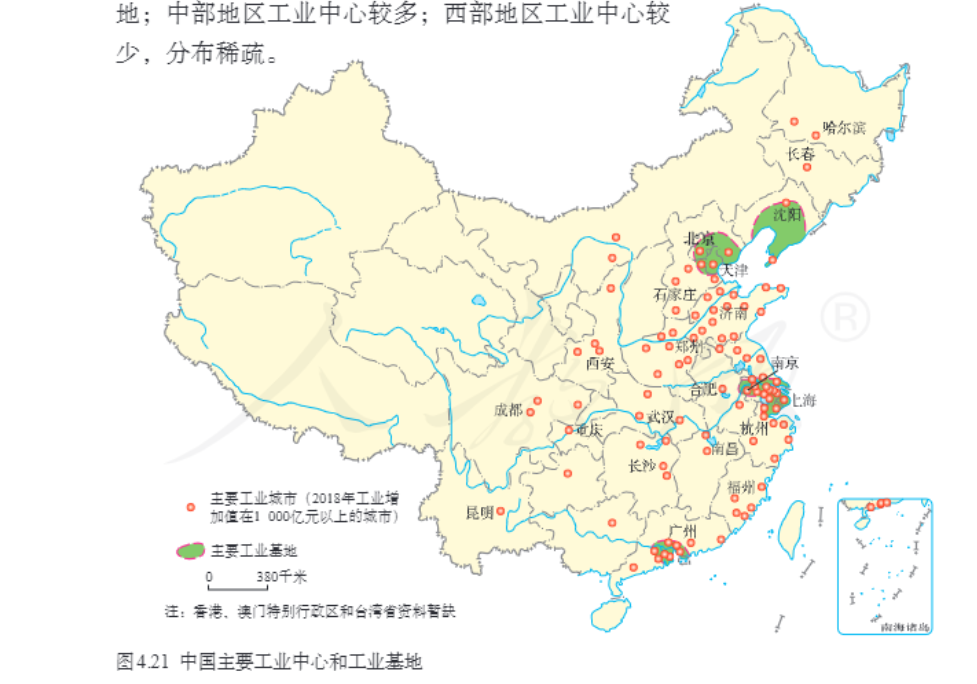 地；中部地区工业中心较多；西部地区工业中心较
少，分布稀疏。
哈尔滨
长春
沈阳
北京
天津
石家庄
济南
郑州
西安
南京
合肥
上海
成都
武汉
重庆
杭州
南昌
长沙
福州
昆明
广州
主要工业城市（2018年工业增
加值在1 000亿元以上的城市）
主要工业基地
0 380千米
注：香港、澳门特别行政区和台湾省资料暂缺
南海诸岛
图4.21 中国主要工业中心和工业基地
®